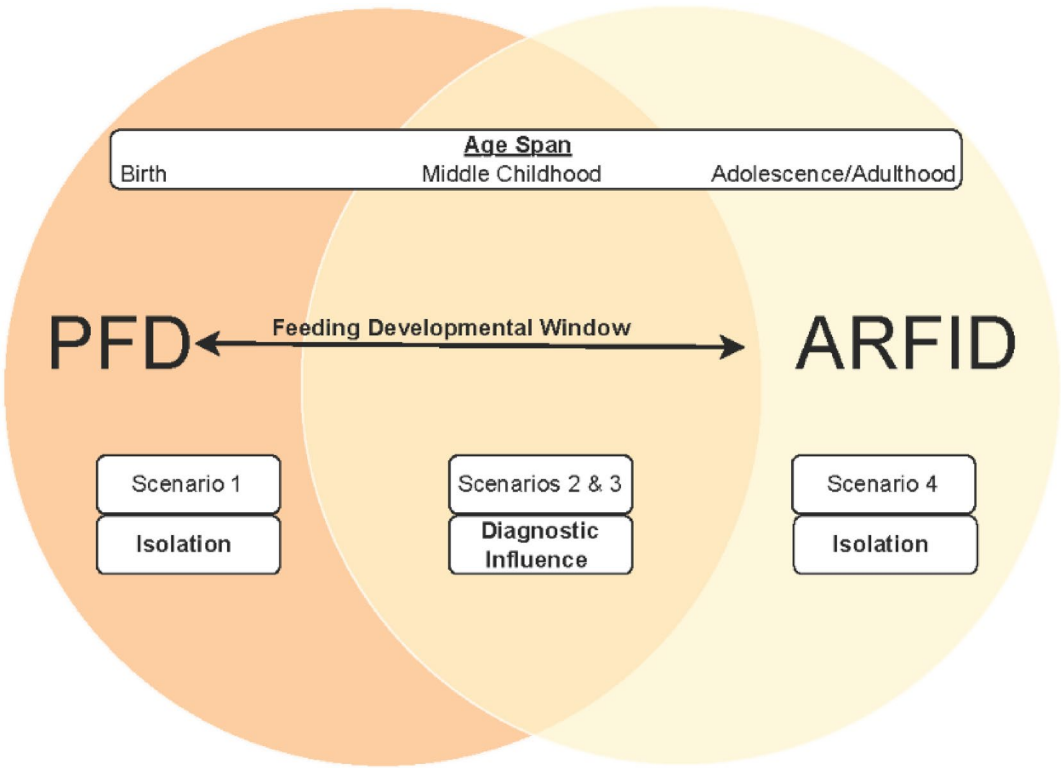 Age Span
Birth Middle Childhood Adolescence/Adulthood
PFD Feeding Developmental Window ARFID
Scenario 1 Scenarios 2 & 3 Scenario 4
Isolation Diagnostic Influence Isolation